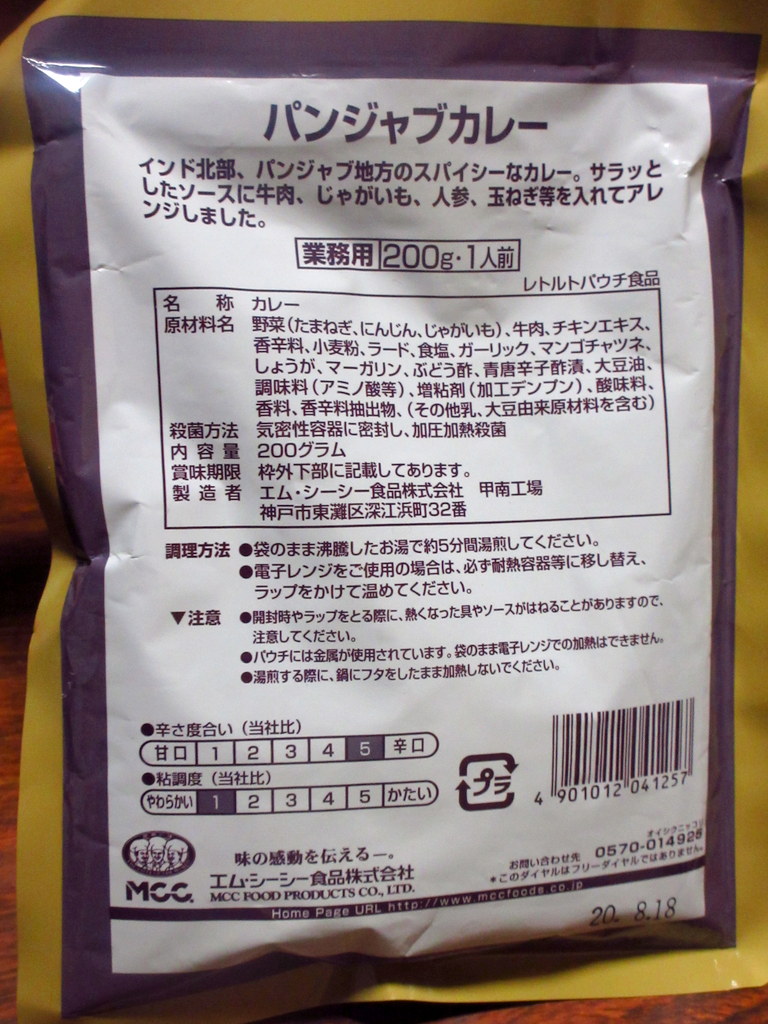 パンジャブカレー
インド北部、パンジャブ地方のスパイシーなカレー。サラッと
したソースに牛肉、じゃがいも、人参、玉ねぎ等を入れてアレ
ンジしました。
業務用 200g・1人前
レトルトパウチ食品
名称 カレー
原材料名 野菜(たまねぎ、にんじん、じゃがいも)、牛肉、チキンエキス、
香辛料、小麦粉、ラード、食塩、ガーリック、マンゴチャツネ、
しょうが、マーガリン、ぶどう酢、青唐辛子酢漬、大豆油、
調味料(アミノ酸等)、増粘剤(加工デンプン)、酸味料、
香料、香辛料抽出物、(その他乳、大豆由来原材料を含む)
殺菌方法 気密性容器に密封し、加圧加熱殺菌
内容量 200グラム
賞味期限 枠外下部に記載してあります。
製造者 エム・シーシー食品株式会社 甲南工場
神戸市東灘区深江浜町32番
調理方法 ●袋のまま沸騰したお湯で約5分間湯煎してください。
●電子レンジをご使用の場合は、必ず耐熱容器等に移し替え、
ラップをかけて温めてください。
▼注意 ●開封時やラップをとる際に、熱くなった具やソースがはねることがありますので、
注意してください。
●パウチには金属が使用されています。袋のまま電子レンジでの加熱はできません。
●湯煎する際に、鍋にフタをしたまま加熱しないでください。
●辛さ度合い(当社比)
甘口 1 2 3 4 5 辛口
●粘調度(当社比)
やわらかい 1 2 3 4 5 かたい
プラ
4 901012 041257
味の感動を伝えるー。
MCC エム・シーシー食品株式会社
MCC FOOD PRODUCTS CO., LTD.
オイシクニッコリ
お問い合わせ先 0570-014925
*このダイヤルはフリーダイヤルではありません。
Home Page URL http://www.mccfoods.co.jp
20. 8.18